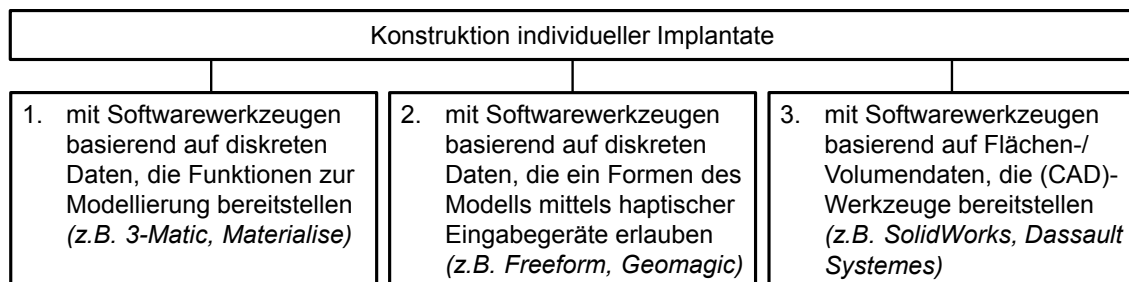 Konstruktion individueller Implantate
1. mit Softwarewerkzeugen
basierend auf diskreten
Daten, die Funktionen zur
Modellierung bereitstellen
(z.B. 3-Matic, Materialise)
2. mit Softwarewerkzeugen
basierend auf diskreten
Daten, die ein Formen des
Modells mittels haptischer
Eingabegeräte erlauben
(z.B. Freeform, Geomagic)
3. mit Softwarewerkzeugen
basierend auf Flächen-/
Volumendaten, die (CAD)-
Werkzeuge bereitstellen
(z.B. SolidWorks, Dassault
Systemes)